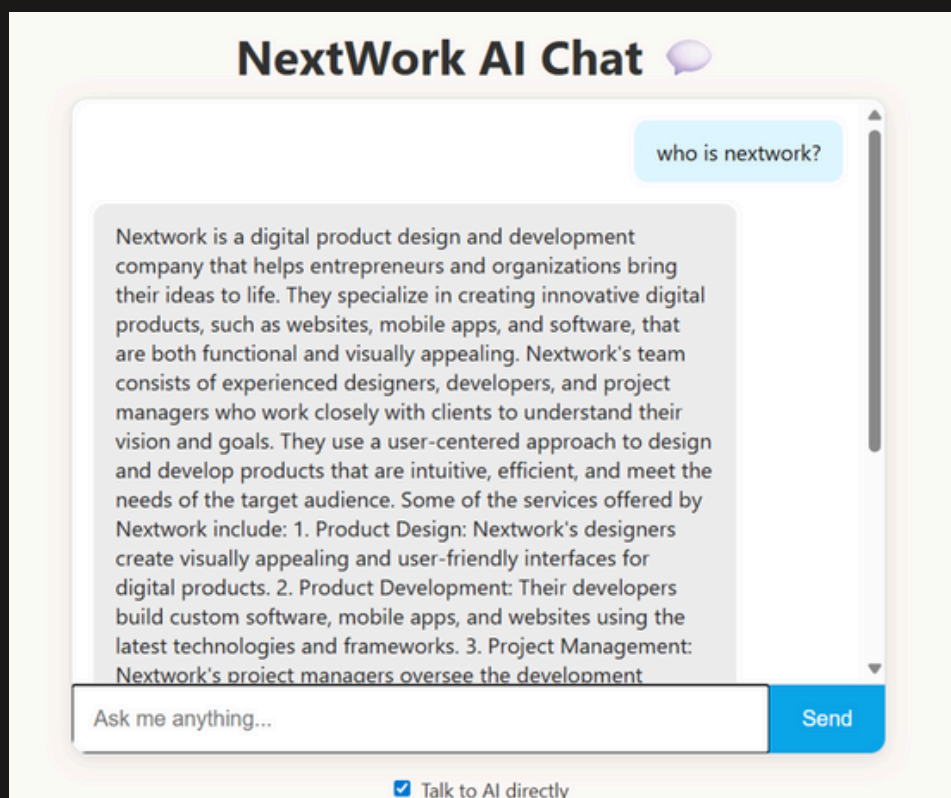 NextWork AI Chat
who is nextwork?
Nextwork is a digital product design and development
company that helps entrepreneurs and organizations bring
their ideas to life. They specialize in creating innovative digital
products, such as websites, mobile apps, and software, that
are both functional and visually appealing. Nextwork's team
consists of experienced designers, developers, and project
managers who work closely with clients to understand their
vision and goals. They use a user-centered approach to design
and develop products that are intuitive, efficient, and meet the
needs of the target audience. Some of the services offered by
Nextwork include: 1. Product Design: Nextwork's designers
create visually appealing and user-friendly interfaces for
digital products. 2. Product Development: Their developers
build custom software, mobile apps, and websites using the
latest technologies and frameworks. 3. Project Management:
Nextwork's project managers oversee the development
Ask me anything...
Send
Talk to AI directly